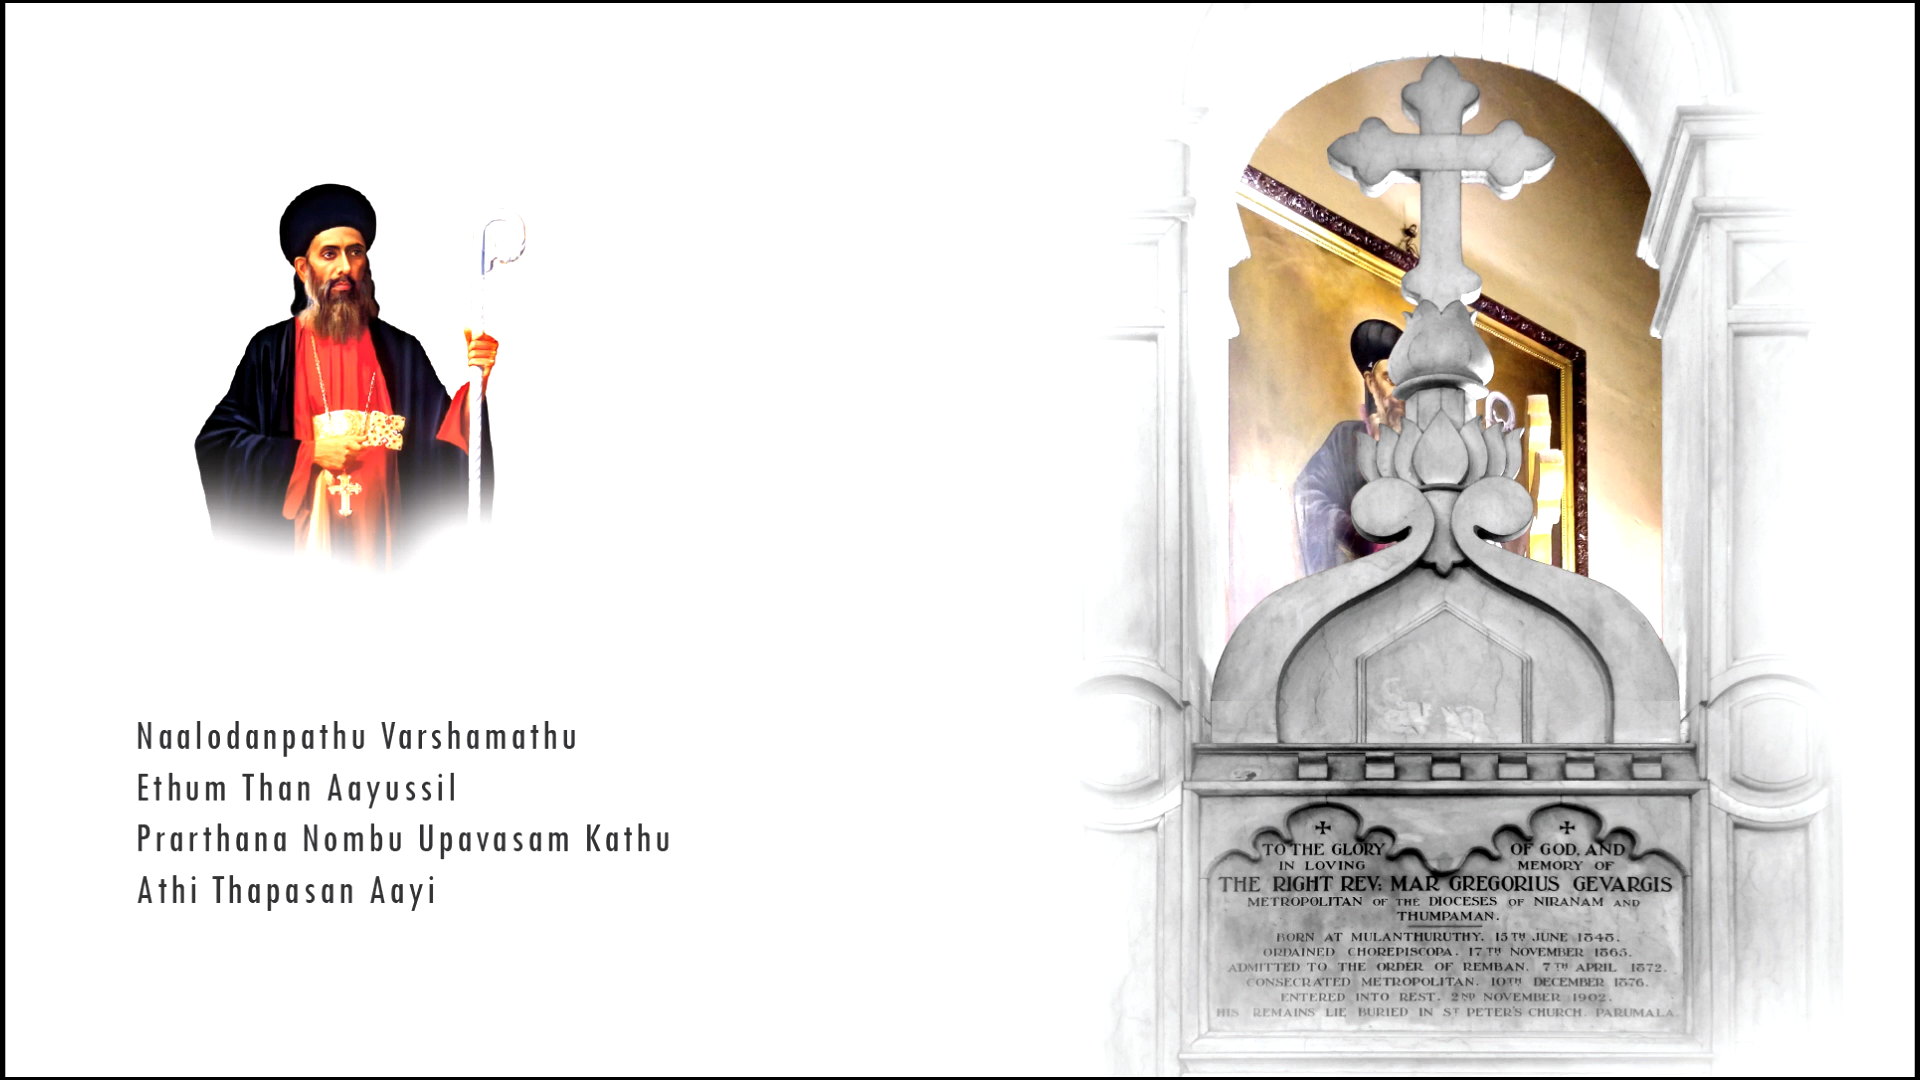 Naalodanpathu Varshamathu
Ethum Than Aayussil
Prarthana Nombu Upavasam Kathu
Athi Thapasan Aayi
TO THE GLORY OF GOD, AND
IN LOVING MEMORY OF
THE RIGHT REV: MAR GREGORIUS GEVARGIS
METROPOLITAN OF THE DIOCESES OF NIRANAM AND
THUMPAMAN.
BORN AT MULANTHURUTHY. 15TH JUNE 1848.
ORDAINED CHOREPISCOPA. 17TH NOVEMBER 1865.
ADMITTED TO THE ORDER OF REMBAN. 7TH APRIL 1872.
CONSECRATED METROPOLITAN. 10TH DECEMBER 1876.
ENTERED INTO REST. 2ND NOVEMBER 1902.
HIS REMAINS LIE BURIED IN ST PETER'S CHURCH. PARUMALA.